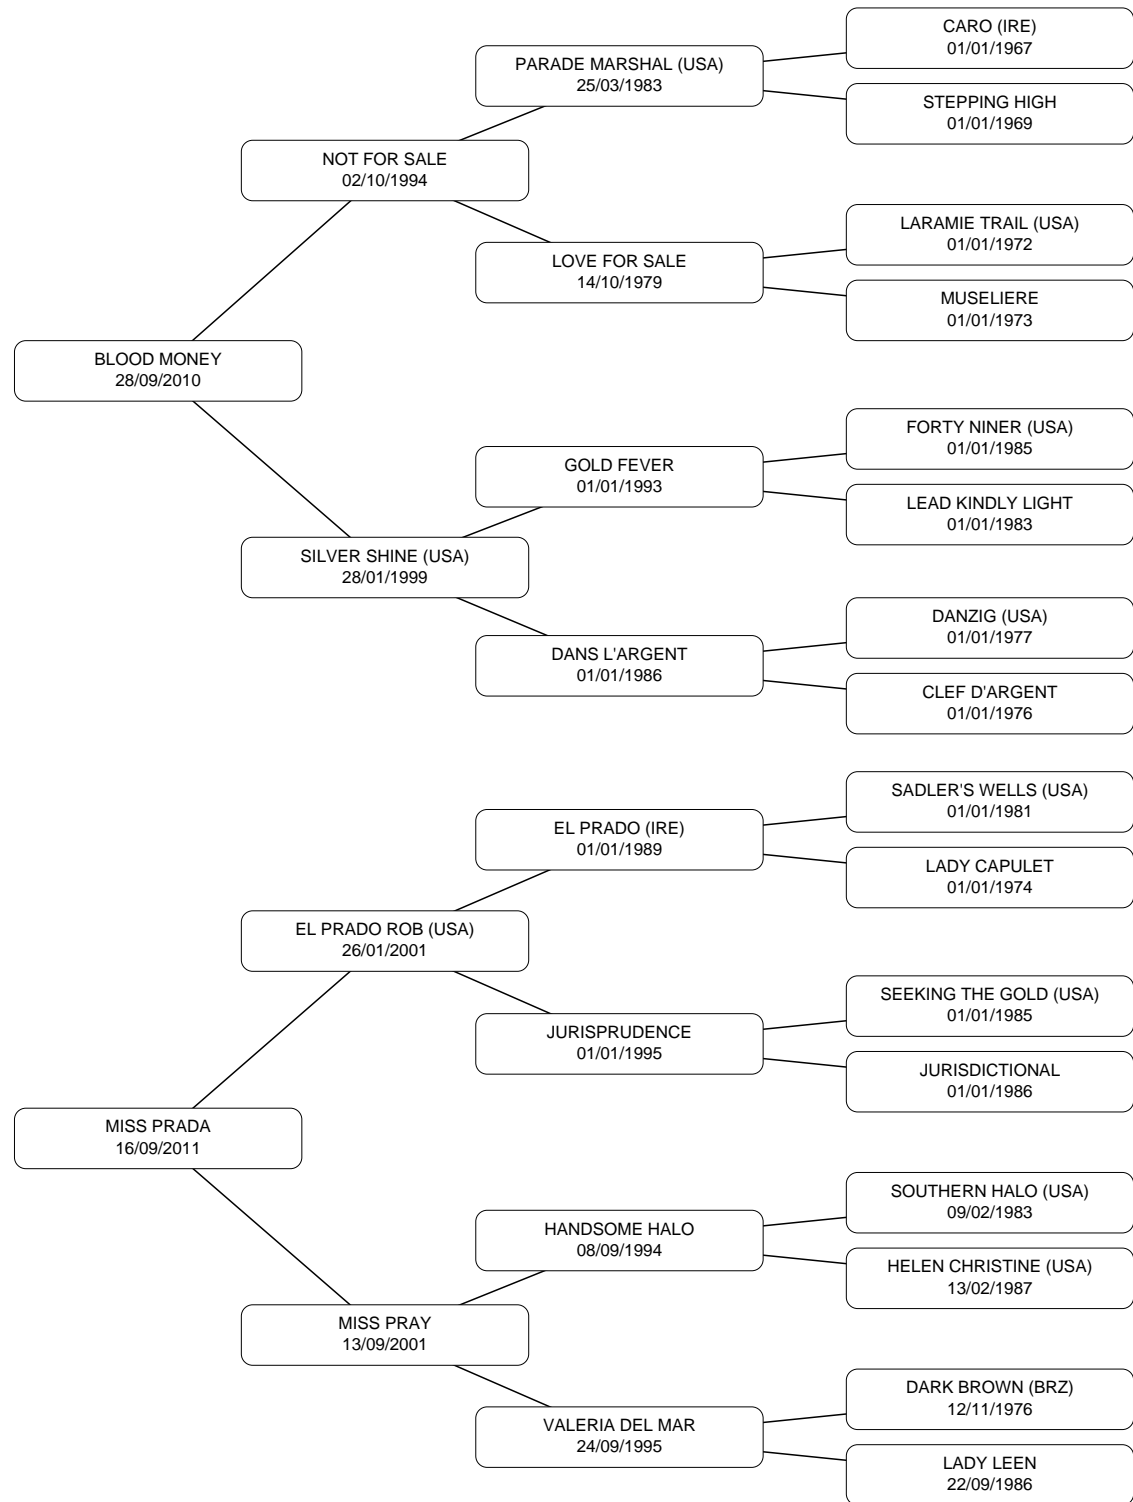 CARO (IRE)
01/01/1967
PARADE MARSHAL (USA)
25/03/1983
STEPPING HIGH
01/01/1969
NOT FOR SALE
02/10/1994
LARAMIE TRAIL (USA)
01/01/1972
LOVE FOR SALE
14/10/1979
MUSELIERE
01/01/1973
BLOOD MONEY
28/09/2010
FORTY NINER (USA)
01/01/1985
GOLD FEVER
01/01/1993
LEAD KINDLY LIGHT
01/01/1983
SILVER SHINE (USA)
28/01/1999
DANZIG (USA)
01/01/1977
DANS L'ARGENT
01/01/1986
CLEF D'ARGENT
01/01/1976
SADLER'S WELLS (USA)
01/01/1981
EL PRADO (IRE)
01/01/1989
LADY CAPULET
01/01/1974
EL PRADO ROB (USA)
26/01/2001
SEEKING THE GOLD (USA)
01/01/1985
JURISPRUDENCE
01/01/1995
JURISDICTIONAL
01/01/1986
MISS PRADA
16/09/2011
SOUTHERN HALO (USA)
09/02/1983
HANDSOME HALO
08/09/1994
HELEN CHRISTINE (USA)
13/02/1987
MISS PRAY
13/09/2001
DARK BROWN (BRZ)
12/11/1976
VALERIA DEL MAR
24/09/1995
LADY LEEN
22/09/1986